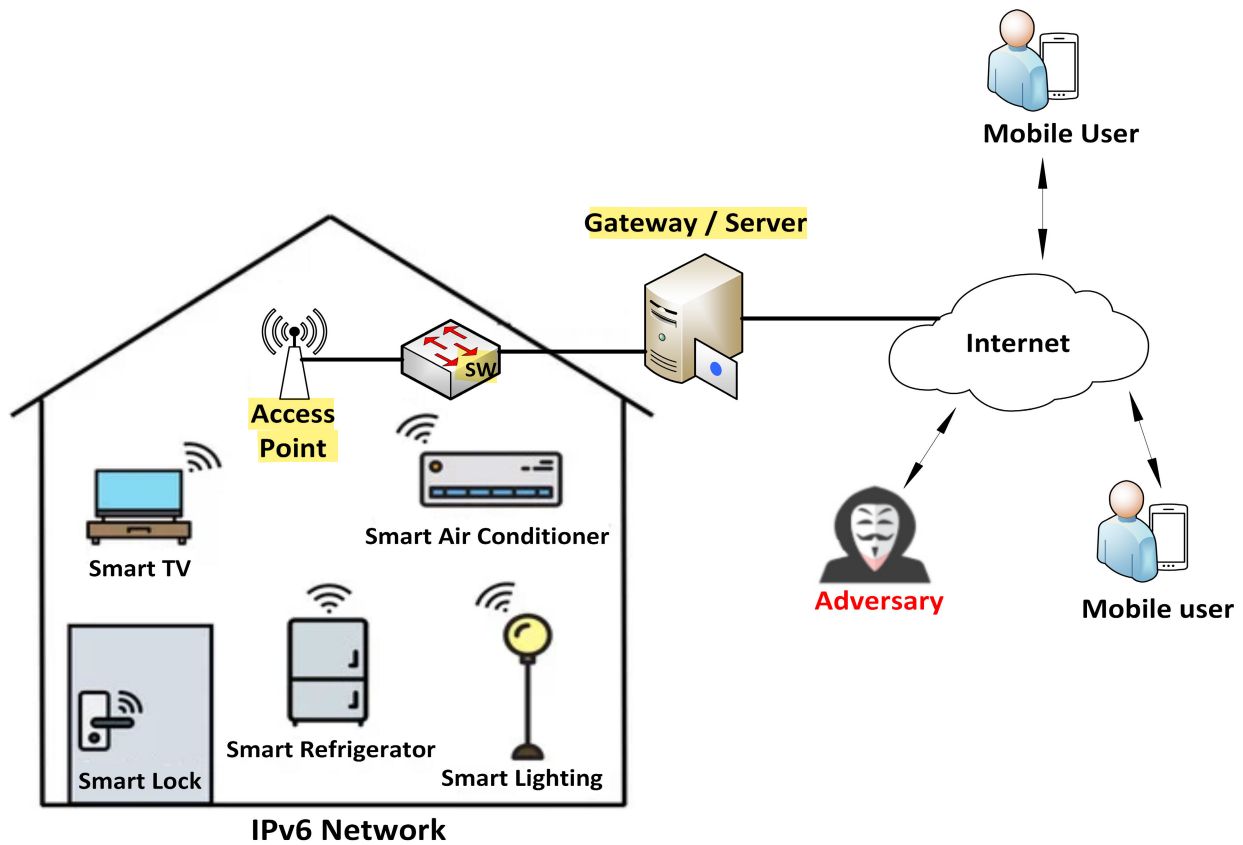 Mobile User
Gateway / Server
Internet
SW
Access
Point
Smart Air Conditioner
Smart TV
Adversary
Mobile user
Smart Refrigerator
Smart Lock
Smart Lighting
IPv6 Network